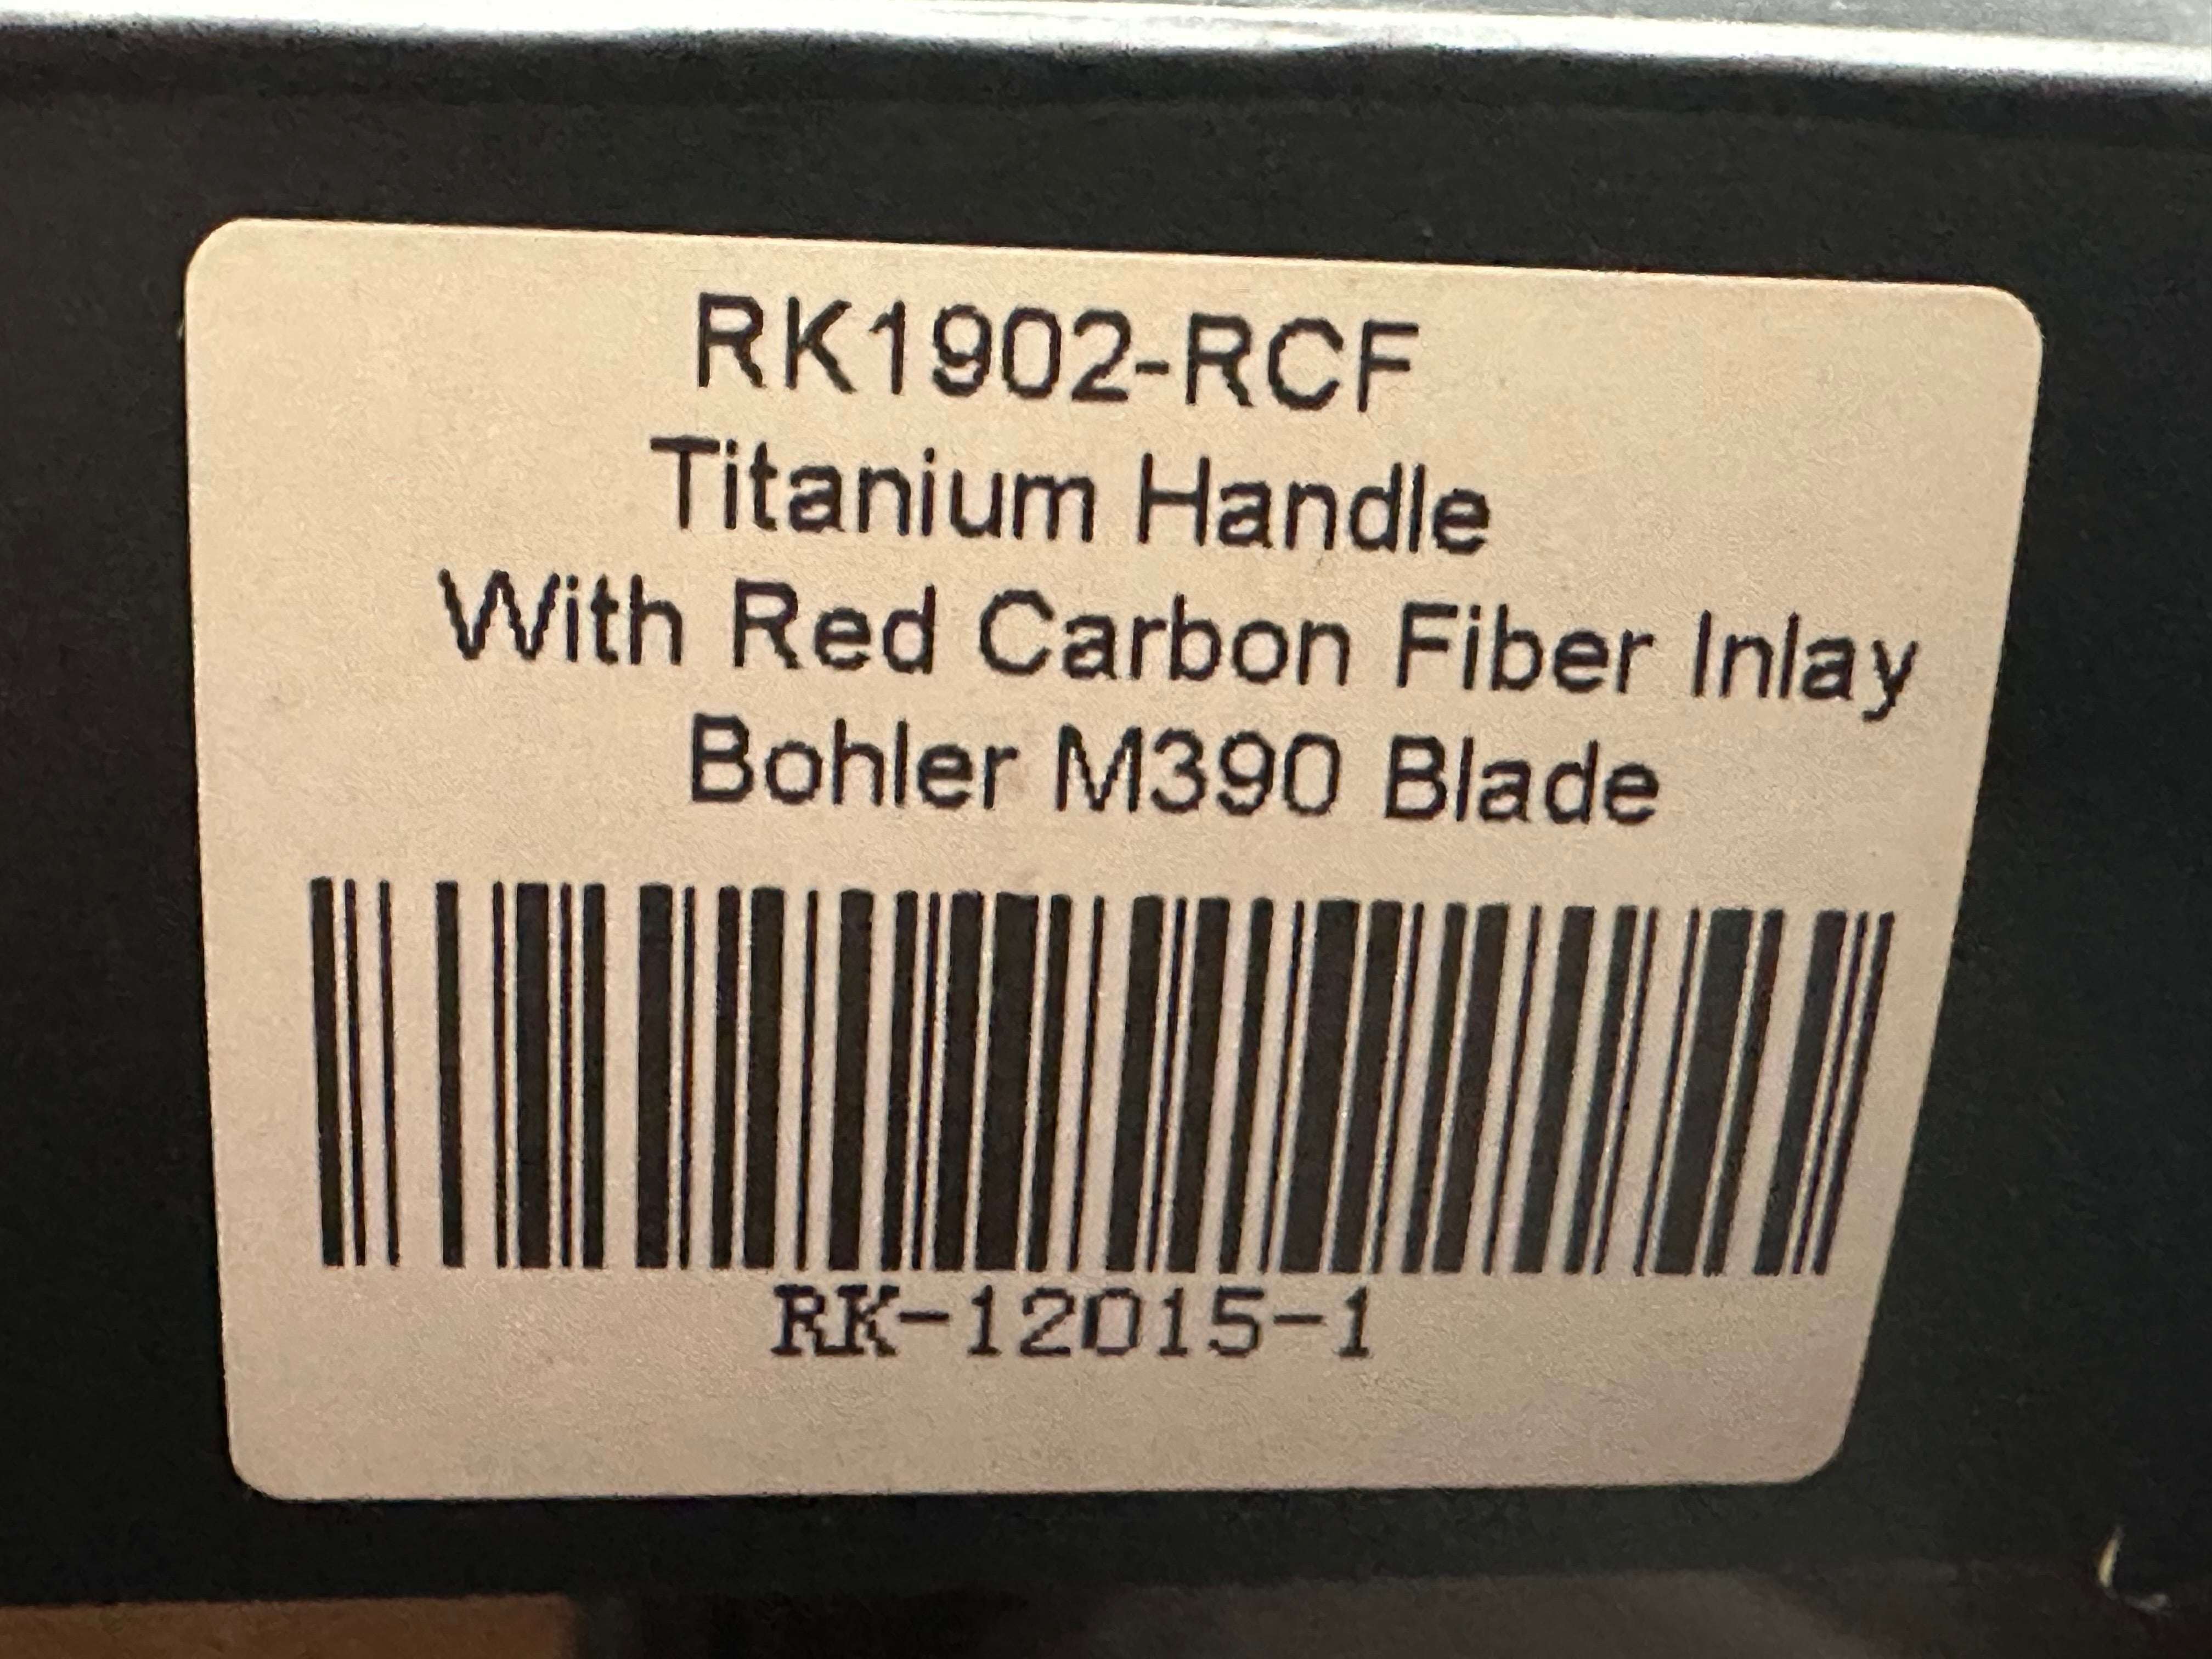 RK1902-RCF
Titanium Handle
With Red Carbon Fiber Inlay
Bohler M390 Blade
RK-12015-1